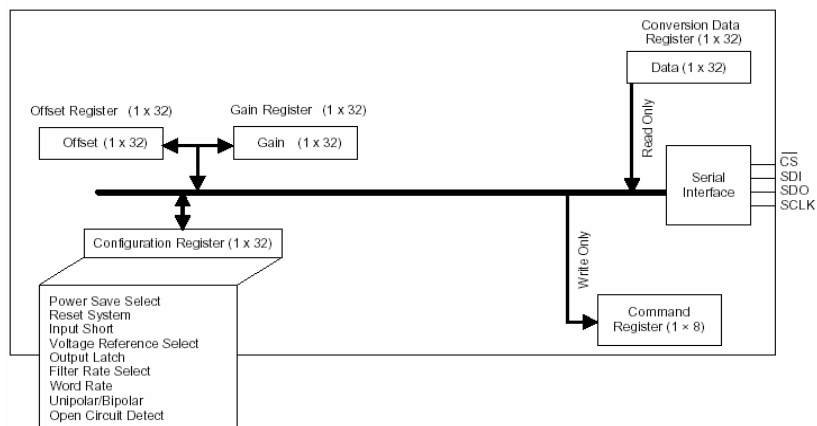 Conversion Data
Register (1 x 32)
Data (1 x 32)
Offset Register (1 x 32)
Gain Register (1 x 32)
Offset (1 x 32)
Gain (1 x 32)
Read Only
Serial
Interface
CS
SDI
SDO
SCLK
Configuration Register (1 x 32)
Write Only
Power Save Select
Reset System
Input Short
Voltage Reference Select
Output Latch
Filter Rate Select
Word Rate
Unipolar/Bipolar
Open Circuit Detect
Command
Register (1 × 8)